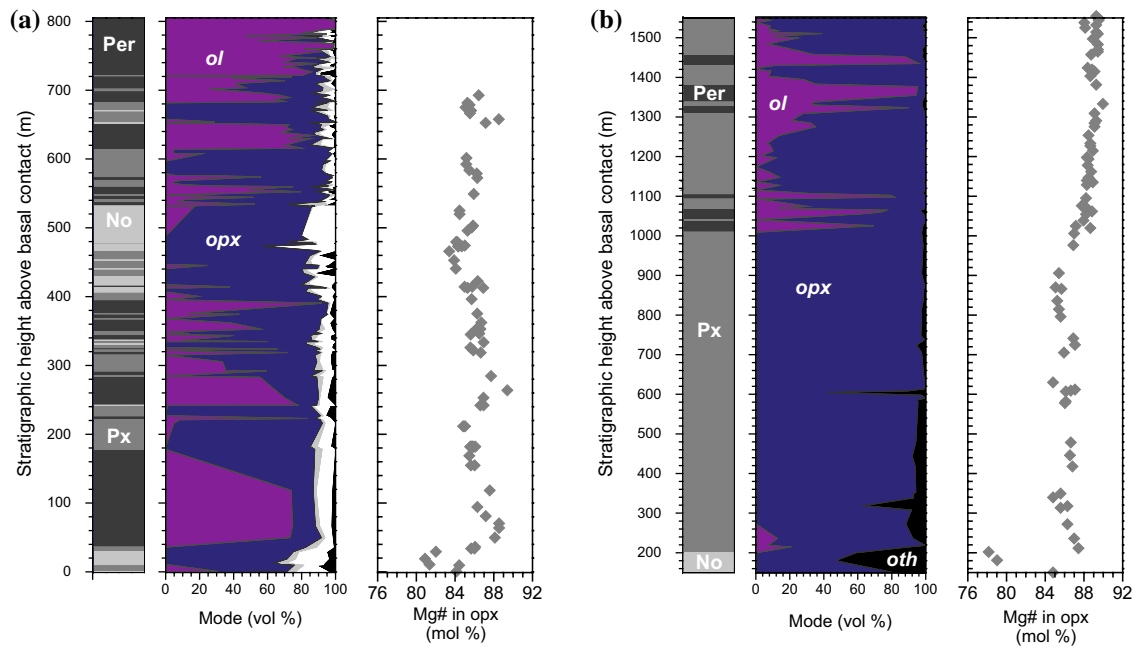 (a)
Stratigraphic height above basal contact (m)
800
700
600
500
400
300
200
100
0
Per
No
Px
ol
opx
0 20 40 60 80 100
Mode (vol %)
76 80 84 88 92
Mg# in opx
(mol %)
(b)
Stratigraphic height above basal contact (m)
1500
1400
1300
1200
1100
1000
900
800
700
600
500
400
300
200
Per
Px
No
ol
opx
oth
0 20 40 60 80 100
Mode (vol %)
76 80 84 88 92
Mg# in opx
(mol %)